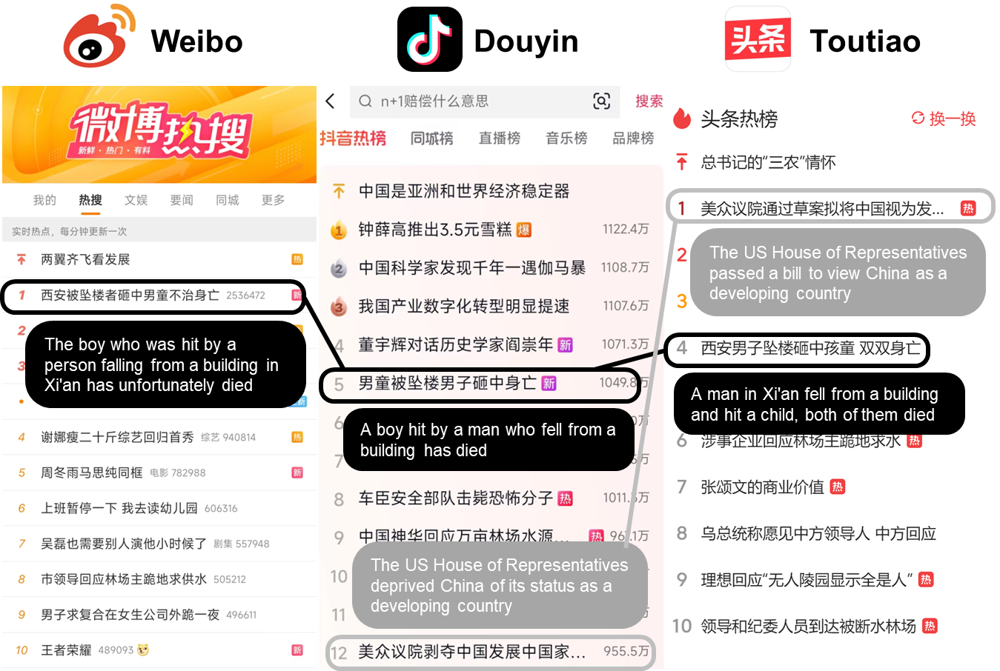 Weibo
微博热搜
新鲜·热门·有料
我的 热搜 文娱 要闻 同城 更多
实时热点，每分钟更新一次
两翼齐飞看发展 热
1 西安被坠楼者砸中男童不治身亡 2536472 新
2
The boy who was hit by a
person falling from a building in
Xi'an has unfortunately died
3
4 谢娜瘦二十斤综艺回归首秀 综艺 940814 热
5 周冬雨马思纯同框 电影 782988 新
6 上班暂停一下 我去读幼儿园 606316
7 吴磊也需要别人演他小时候了 剧集 557948
8 市领导回应林场主跪地求供水 505212
9 男子求复合在女生公司外跪一夜 496611
10 王者荣耀 489093 新
Douyin
n+1赔偿什么意思 搜索
抖音热榜 同城榜 直播榜 音乐榜 品牌榜
中国是亚洲和世界经济稳定器
1 钟薛高推出3.5元雪糕 爆 1122.4万
2 中国科学家发现千年一遇伽马暴 1108.7万
3 我国产业数字化转型明显提速 1107.6万
4 董宇辉对话历史学家阎崇年 新 1071.3万
5 男童被坠楼男子砸中身亡 新 1049.8万
6
A boy hit by a man who fell from a
building has died
7
8 车臣安全部队击毙恐怖分子 热 1011.3万
9 中国神华回应万亩林场水源... 热 967.1万
The US House of Representatives
deprived China of its status as a
developing country
10
11
12 美众议院剥夺中国发展中国家... 955.5万
头条
Toutiao
头条热榜 换一换
总书记的“三农”情怀
1 美众议院通过草案拟将中国视为发... 热
2
The US House of Representatives
passed a bill to view China as a
developing country
3
4 西安男子坠楼砸中孩童 双双身亡
A man in Xi'an fell from a building
and hit a child, both of them died
6 涉事企业回应林场主跪地求水 热
7 张颂文的商业价值 热
8 乌总统称愿见中方领导人 中方回应
9 理想回应“无人陵园显示全是人” 热
10 领导和纪委人员到达被断水林场 热